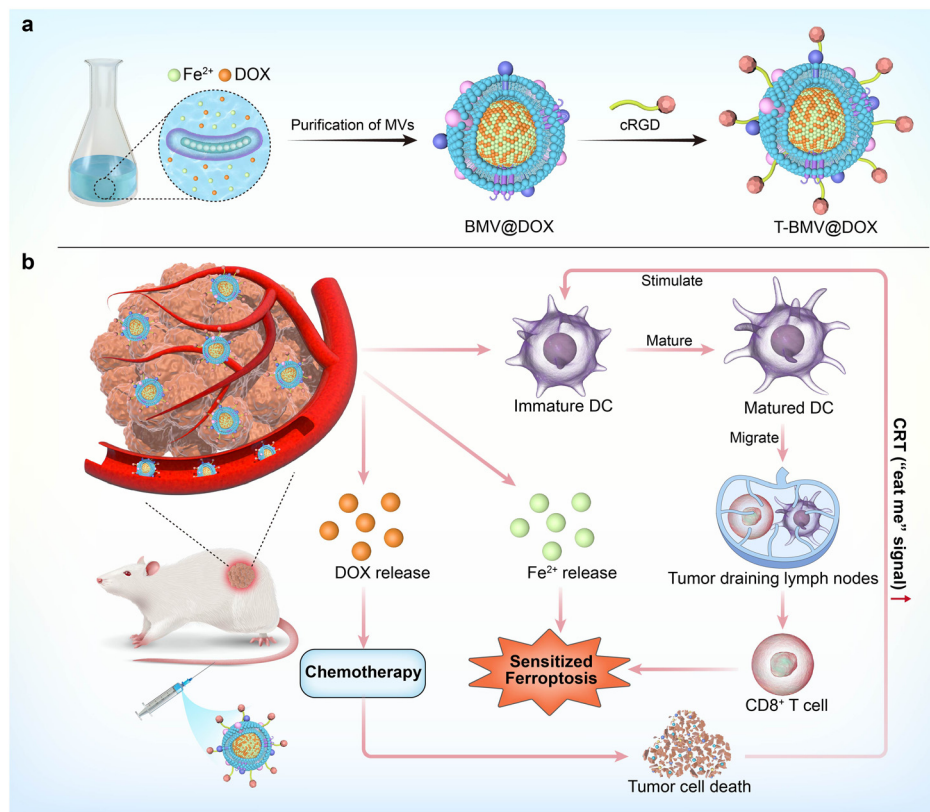 a
Fe²⁺ DOX
Purification of MVs
cRGD
BMV@DOX
T-BMV@DOX
b
Stimulate
Mature
Immature DC
Matured DC
Migrate
CRT ("eat me" signal) ↑
DOX release
Fe²⁺ release
Tumor draining lymph nodes
Chemotherapy
Sensitized
Ferroptosis
CD8⁺ T cell
Tumor cell death